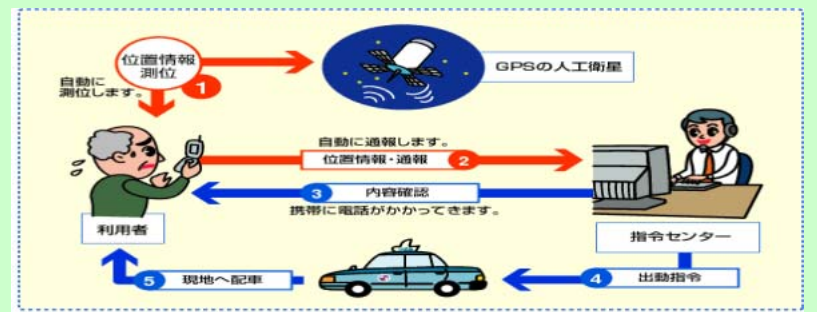 位置情報
測位
1
自動に
測位します。
GPSの人工衛星
自動に通報します。
位置情報・通報 2
3 内容確認
携帯に電話がかかってきます。
利用者
指令センター
4 出動指令
5 現地へ配車